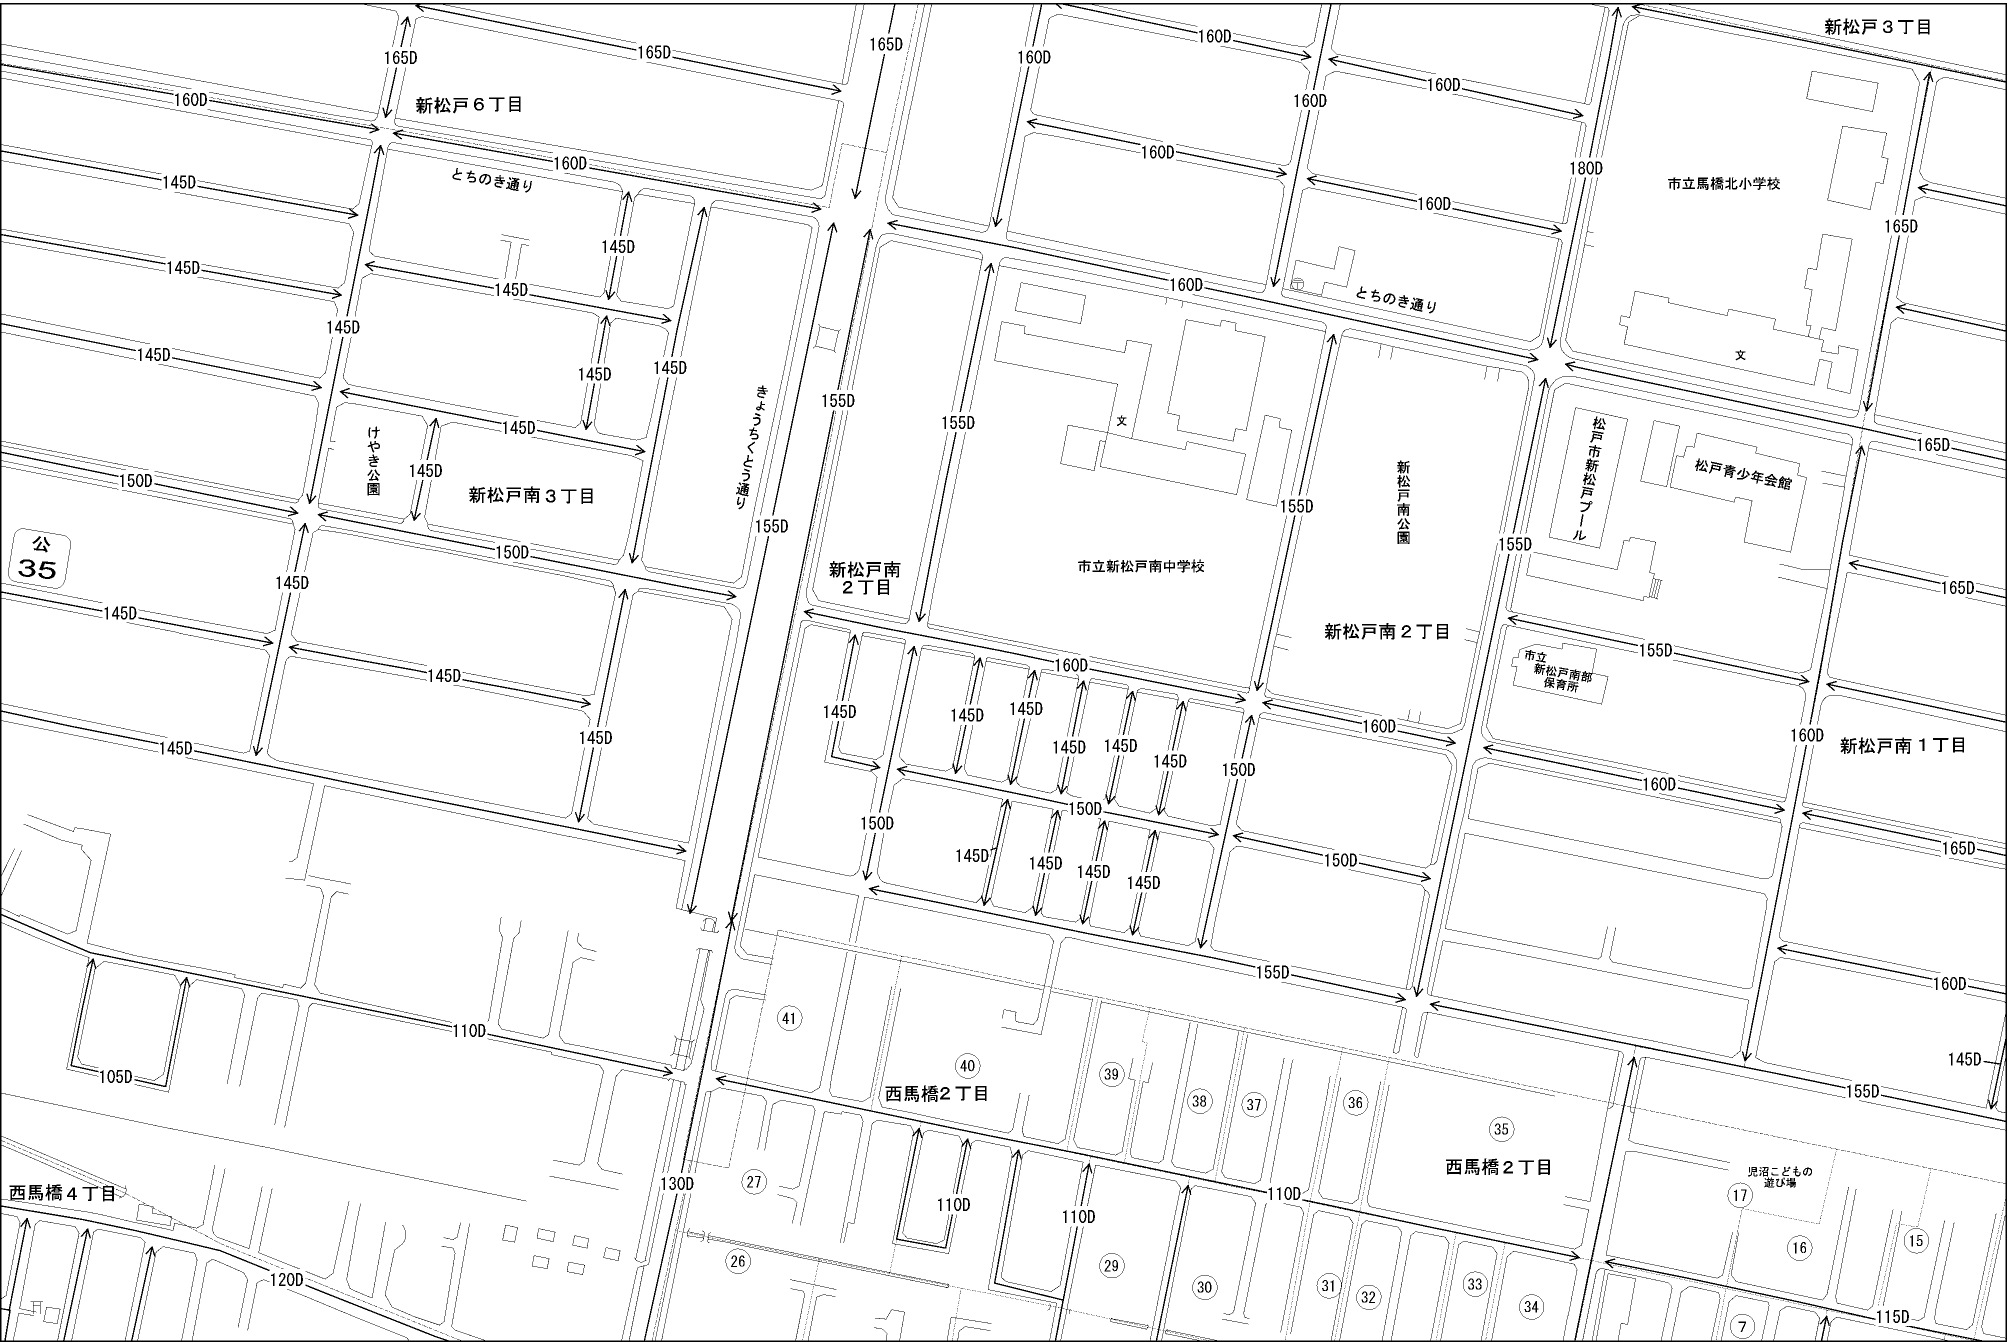 新松戸３丁目
165D
165D
165D
160D
160D
160D
160D
160D
新松戸６丁目
160D
160D
145D
とちのき通り
160D
180D
市立馬橋北小学校
160D
165D
145D
145D
145D
160D
とちのき通り
145D
145D
文
145D
145D
145D
きょうちくとう通り
155D
155D
文
145D
けやき公園
145D
150D
新松戸南３丁目
新松戸南公園
松戸市新松戸プール
松戸青少年会館
165D
155D
155D
155D
公
35
150D
145D
145D
新松戸南
２丁目
市立新松戸南中学校
165D
新松戸南２丁目
145D
160D
155D
市立
新松戸南部
保育所
145D
145D
145D
145D
145D
145D
145D
145D
145D
160D
160D
新松戸南１丁目
150D
160D
150D
150D
145D
145D
145D
145D
150D
165D
155D
160D
110D
105D
41
40
西馬橋２丁目
39
38
37
36
35
西馬橋２丁目
145D
155D
西馬橋４丁目
130D
27
110D
110D
110D
児沼こどもの
遊び場
17
16
15
120D
26
29
30
31
32
33
34
7
115D